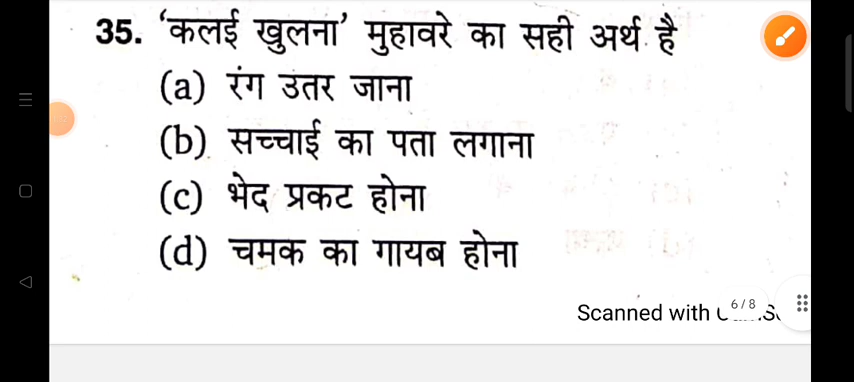 35. ‘कलई खुलना’ मुहावरे का सही अर्थ है
(a) रंग उतर जाना
(b) सच्चाई का पता लगाना
(c) भेद प्रकट होना
(d) चमक का गायब होना
6/8
Scanned with